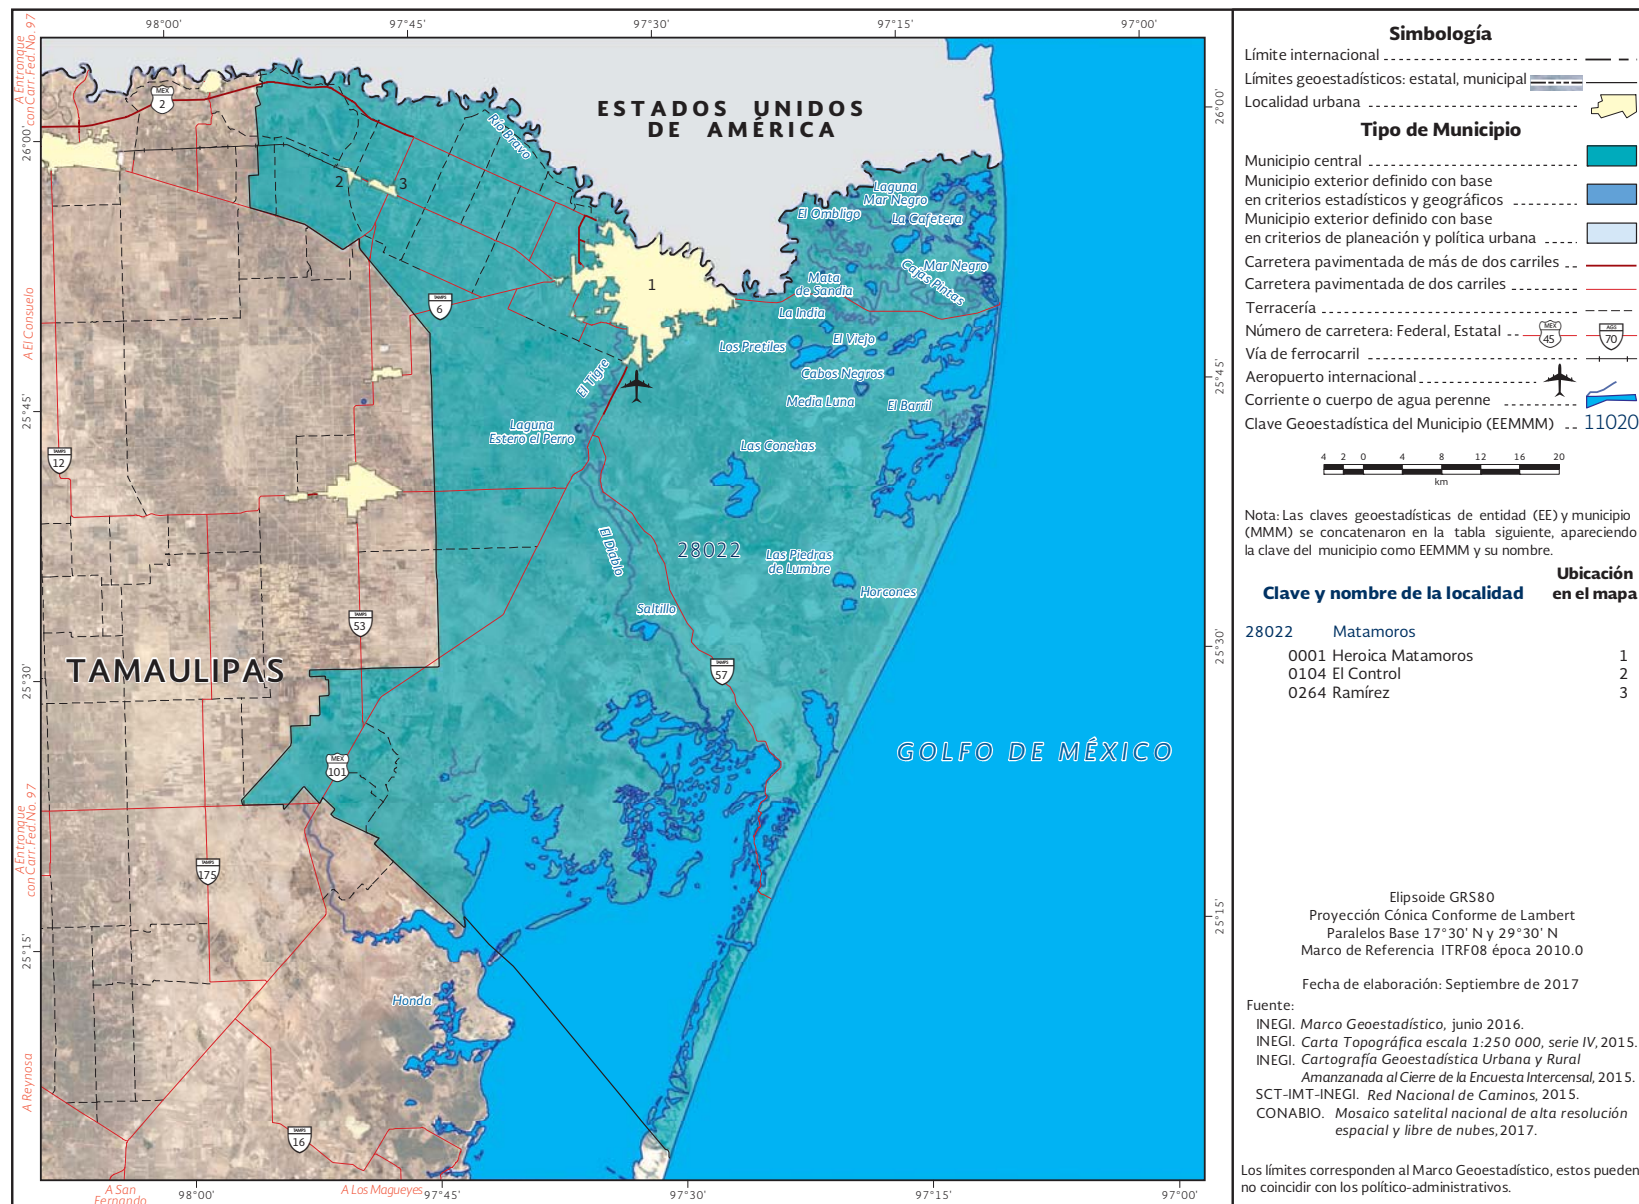 98°00'
97°45'
97°30'
97°15'
97°00'
A Entronque
con Carr. Fed. No. 97
26°00'
A El Consuelo
25°45'
25°30'
A Entronque
con Carr. Fed. No. 97
25°15'
A Reynosa
MEX
2
ESTADOS UNIDOS
DE AMÉRICA
Río Bravo
2
3
1
Laguna
Mar Negro
El Ombligo
La Cafetera
Mar Negro
Cajas Pintas
Mata
de Sandia
La India
El Viejo
Los Pretiles
Cabos Negros
Media Luna
El Barril
TAMPS
6
El Tigre
Laguna
Estero el Perro
Las Conchas
TAMPS
12
28022
El Diablo
Las Piedras
de Lumbre
Horcones
Saltillo
TAMPS
53
TAMAULIPAS
TAMPS
57
GOLFO DE MÉXICO
MEX
101
TAMPS
175
Honda
TAMPS
16
26°00'
25°45'
25°30'
25°15'
A San
Fernando
A Los Magueyes
98°00'
97°45'
97°30'
97°15'
97°00'
Simbología
Límite internacional
Límites geoestadísticos: estatal, municipal
Localidad urbana
Tipo de Municipio
Municipio central
Municipio exterior definido con base
en criterios estadísticos y geográficos
Municipio exterior definido con base
en criterios de planeación y política urbana
Carretera pavimentada de más de dos carriles
Carretera pavimentada de dos carriles
Terracería
Número de carretera: Federal, Estatal MEX 45 AGS 70
Vía de ferrocarril
Aeropuerto internacional
Corriente o cuerpo de agua perenne
Clave Geoestadística del Municipio (EEMMM) 11020
4 2 0 4 8 12 16 20
km
Nota: Las claves geoestadísticas de entidad (EE) y municipio
(MMM) se concatenaron en la tabla siguiente, apareciendo
la clave del municipio como EEMMM y su nombre.
Clave y nombre de la localidad Ubicación
en el mapa
28022 Matamoros
0001 Heroica Matamoros 1
0104 El Control 2
0264 Ramírez 3
Elipsoide GRS80
Proyección Cónica Conforme de Lambert
Paralelos Base 17°30' N y 29°30' N
Marco de Referencia ITRF08 época 2010.0
Fecha de elaboración: Septiembre de 2017
Fuente:
INEGI. Marco Geoestadístico, junio 2016.
INEGI. Carta Topográfica escala 1:250 000, serie IV, 2015.
INEGI. Cartografía Geoestadística Urbana y Rural
Amanzanada al Cierre de la Encuesta Intercensal, 2015.
SCT-IMT-INEGI. Red Nacional de Caminos, 2015.
CONABIO. Mosaico satelital nacional de alta resolución
espacial y libre de nubes, 2017.
Los límites corresponden al Marco Geoestadístico, estos pueden
no coincidir con los político-administrativos.